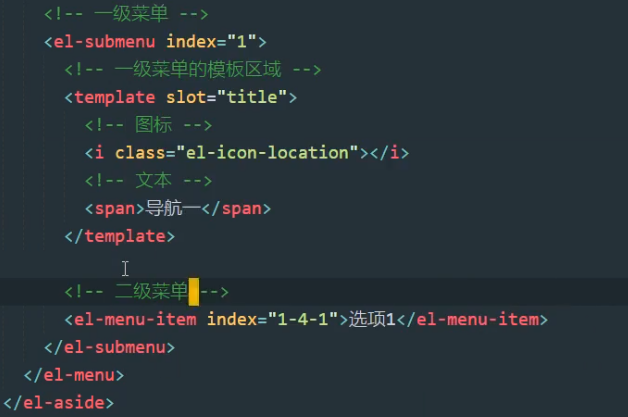 <!-- 一级菜单 -->
<el-submenu index="1">
<!-- 一级菜单的模板区域 -->
<template slot="title">
<!-- 图标 -->
<i class="el-icon-location"></i>
<!-- 文本 -->
<span>导航一</span>
</template>
<!-- 二级菜单 -->
<el-menu-item index="1-4-1">选项1</el-menu-item>
</el-submenu>
</el-menu>
</el-aside>